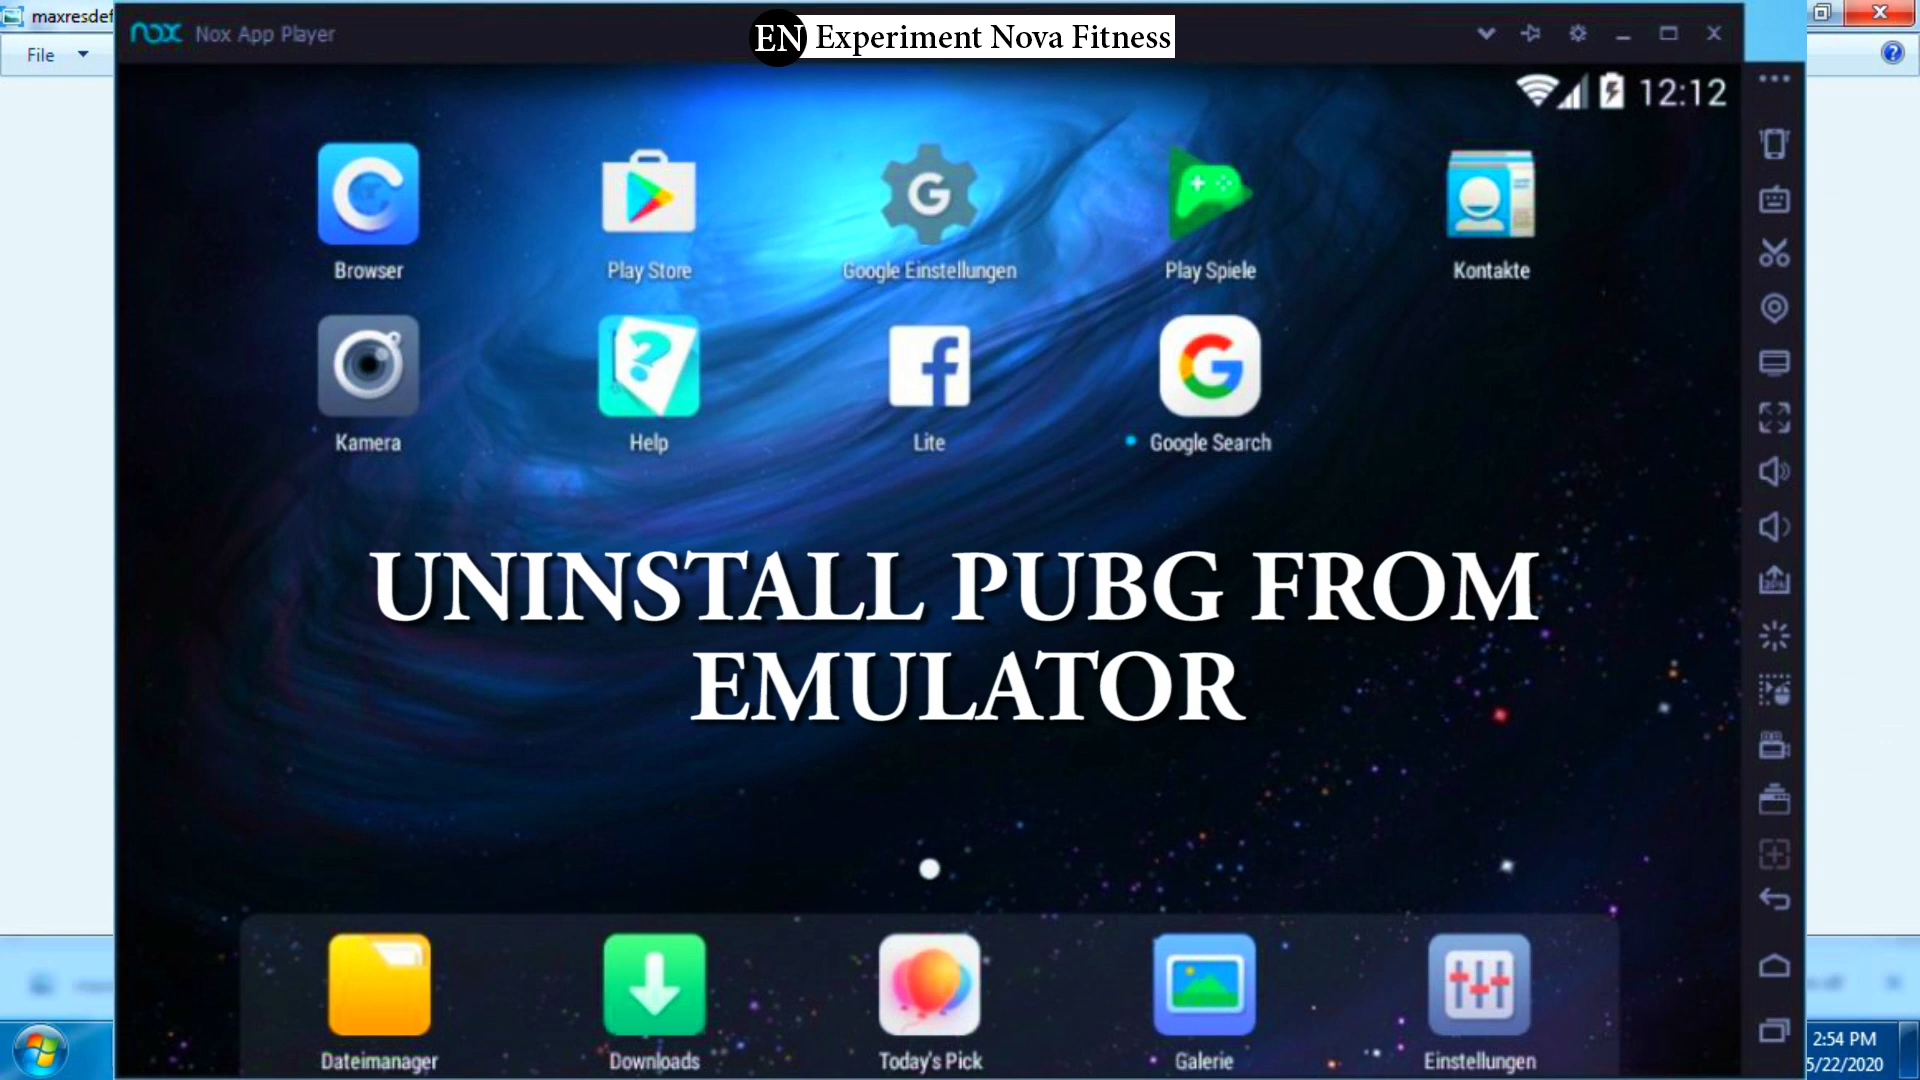 maxresdef
File
nox Nox App Player
EN Experiment Nova Fitness
12:12
Browser
Play Store
Google Einstellungen
Play Spiele
Kontakte
Kamera
Help
Lite
Google Search
UNINSTALL PUBG FROM
EMULATOR
Dateimanager
Downloads
Today's Pick
Galerie
Einstellungen
2:54 PM
5/22/2020